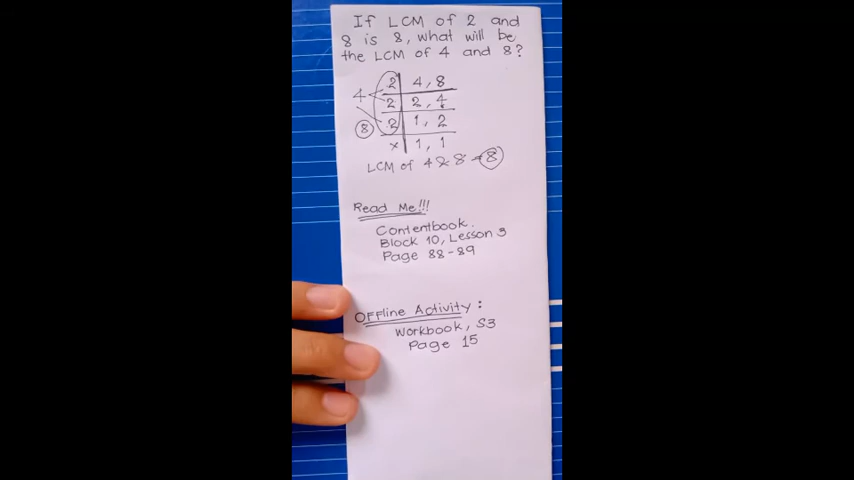 If LCM of 2 and
8 is 8, what will be
the LCM of 4 and 8?
2 4, 8
4 2 2, 4
8 2 1, 2
x 1, 1
LCM of 4 & 8 → 8
Read Me!!!
Contentbook.
Block 10, Lesson 3
Page 88-89
Offline Activity:
Workbook, S3
Page 15